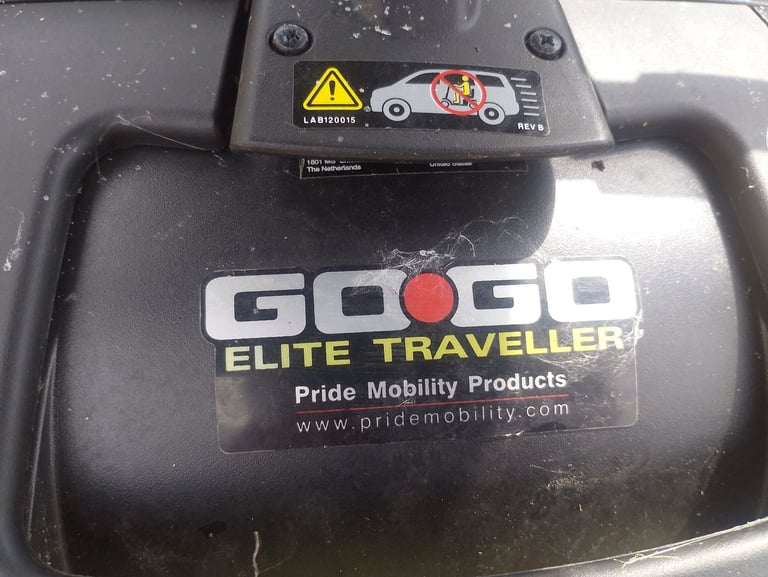 LAB120015
REV B
The Netherlands
GO•GO
ELITE TRAVELLER
Pride Mobility Products
www.pridemobility.com